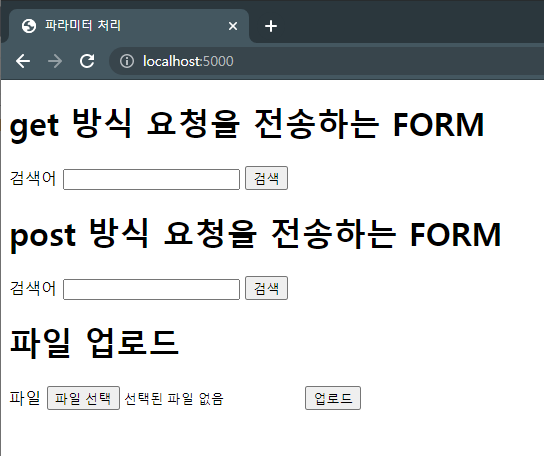 파라미터 처리
localhost:5000
get 방식 요청을 전송하는 FORM
검색어 검색
post 방식 요청을 전송하는 FORM
검색어 검색
파일 업로드
파일 파일 선택 선택된 파일 없음 업로드